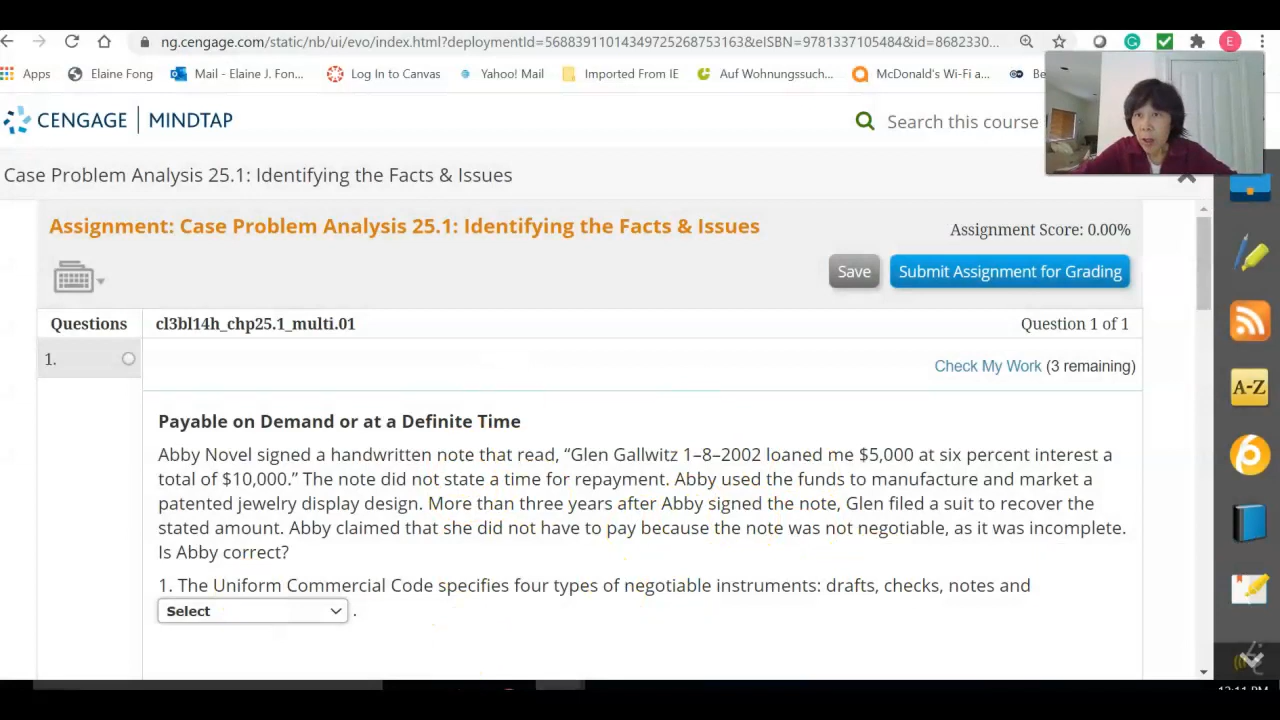 ng.cengage.com/static/nb/ui/evo/index.html?deploymentId=56883911014349725268753163&eISBN=9781337105484&id=8682330...
E
Apps Elaine Fong Mail - Elaine J. Fon... Log In to Canvas Yahoo! Mail Imported From IE Auf Wohnungssuch... McDonald's Wi-Fi a... Be
CENGAGE | MINDTAP
Search this course
Case Problem Analysis 25.1: Identifying the Facts & Issues
Assignment: Case Problem Analysis 25.1: Identifying the Facts & Issues
Assignment Score: 0.00%
Save Submit Assignment for Grading
Questions cl3bl14h_chp25.1_multi.01 Question 1 of 1
1.
Check My Work (3 remaining)
A-Z
Payable on Demand or at a Definite Time
Abby Novel signed a handwritten note that read, “Glen Gallwitz 1–8–2002 loaned me $5,000 at six percent interest a
total of $10,000.” The note did not state a time for repayment. Abby used the funds to manufacture and market a
patented jewelry display design. More than three years after Abby signed the note, Glen filed a suit to recover the
stated amount. Abby claimed that she did not have to pay because the note was not negotiable, as it was incomplete.
Is Abby correct?
1. The Uniform Commercial Code specifies four types of negotiable instruments: drafts, checks, notes and
Select .